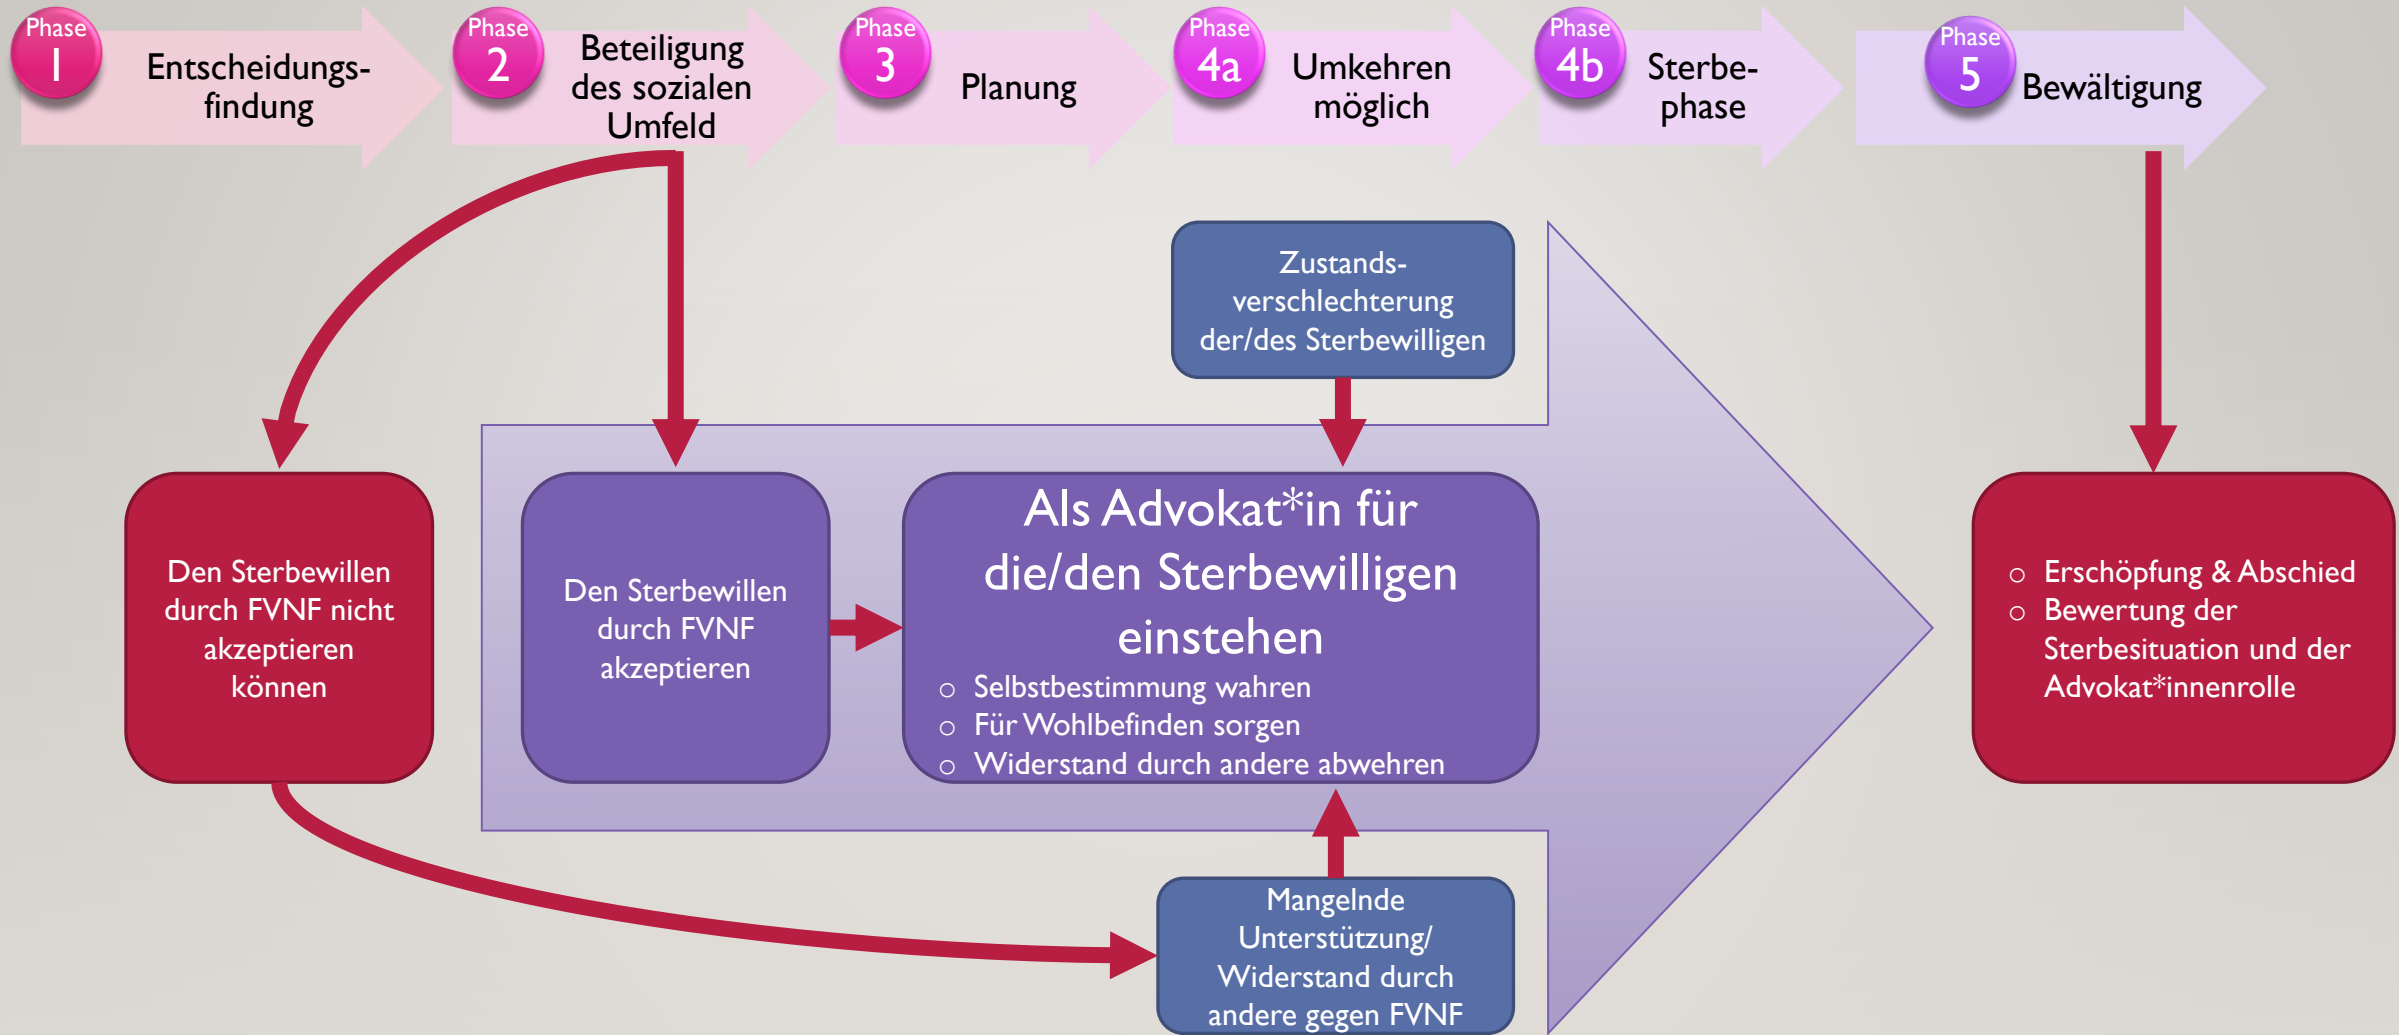 Phase
1
Entscheidungs-
findung
Phase
2
Beteiligung
des sozialen
Umfeld
Phase
3
Planung
Phase
4a
Umkehren
möglich
Phase
4b
Sterbe-
phase
Phase
5
Bewältigung
Zustands-
verschlechterung
der/des Sterbewilligen
Den Sterbewillen
durch FVNF nicht
akzeptieren
können
Den Sterbewillen
durch FVNF
akzeptieren
Als Advokat*in für
die/den Sterbewilligen
einstehen
○ Selbstbestimmung wahren
○ Für Wohlbefinden sorgen
○ Widerstand durch andere abwehren
○ Erschöpfung & Abschied
○ Bewertung der
Sterbesituation und der
Advokat*innenrolle
Mangelnde
Unterstützung/
Widerstand durch
andere gegen FVNF